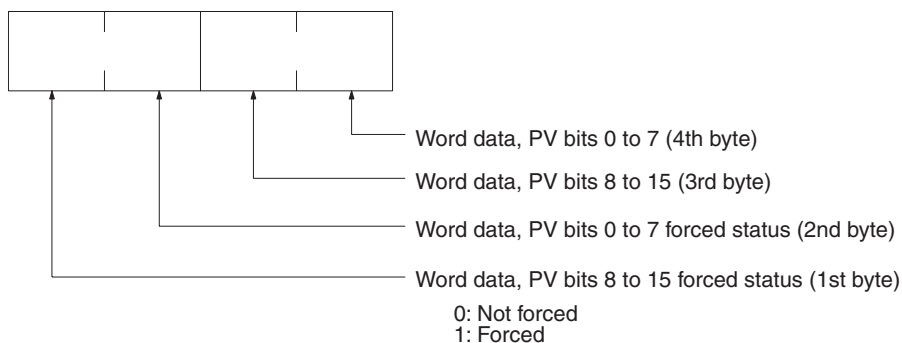 Word data, PV bits 0 to 7 (4th byte)
Word data, PV bits 8 to 15 (3rd byte)
Word data, PV bits 0 to 7 forced status (2nd byte)
Word data, PV bits 8 to 15 forced status (1st byte)
0: Not forced
1: Forced